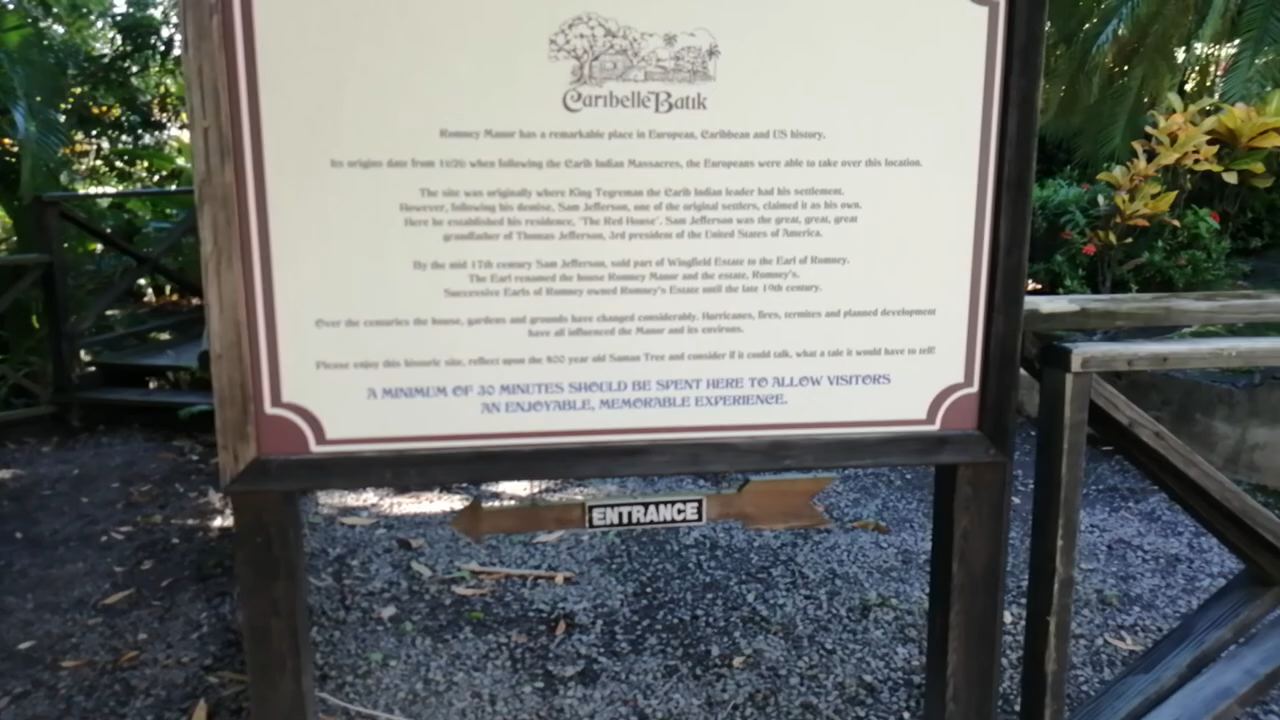 Caribelle Batik
Romney Manor has a remarkable place in European, Caribbean and US history.
Its origins date from 1626 when following the Carib Indian Massacres, the Europeans were able to take over this location.
The site was originally where King Tegreman the Carib Indian leader had his settlement.
However, following his demise, Sam Jefferson, one of the original settlers, claimed it as his own.
Here he established his residence, 'The Red House'. Sam Jefferson was the great, great, great
grandfather of Thomas Jefferson, 3rd president of the United States of America.
By the mid 17th century Sam Jefferson, sold part of Wingfield Estate to the Earl of Romney.
The Earl renamed the house Romney Manor and the estate, Romney's.
Successive Earls of Romney owned Romney's Estate until the late 19th century.
Over the centuries the house, gardens and grounds have changed considerably. Hurricanes, fires, termites and planned development
have all influenced the Manor and its environs.
Please enjoy this historic site, reflect upon the 400 year old Saman Tree and consider if it could talk, what a tale it would have to tell!
A MINIMUM OF 30 MINUTES SHOULD BE SPENT HERE TO ALLOW VISITORS
AN ENJOYABLE, MEMORABLE EXPERIENCE.
ENTRANCE